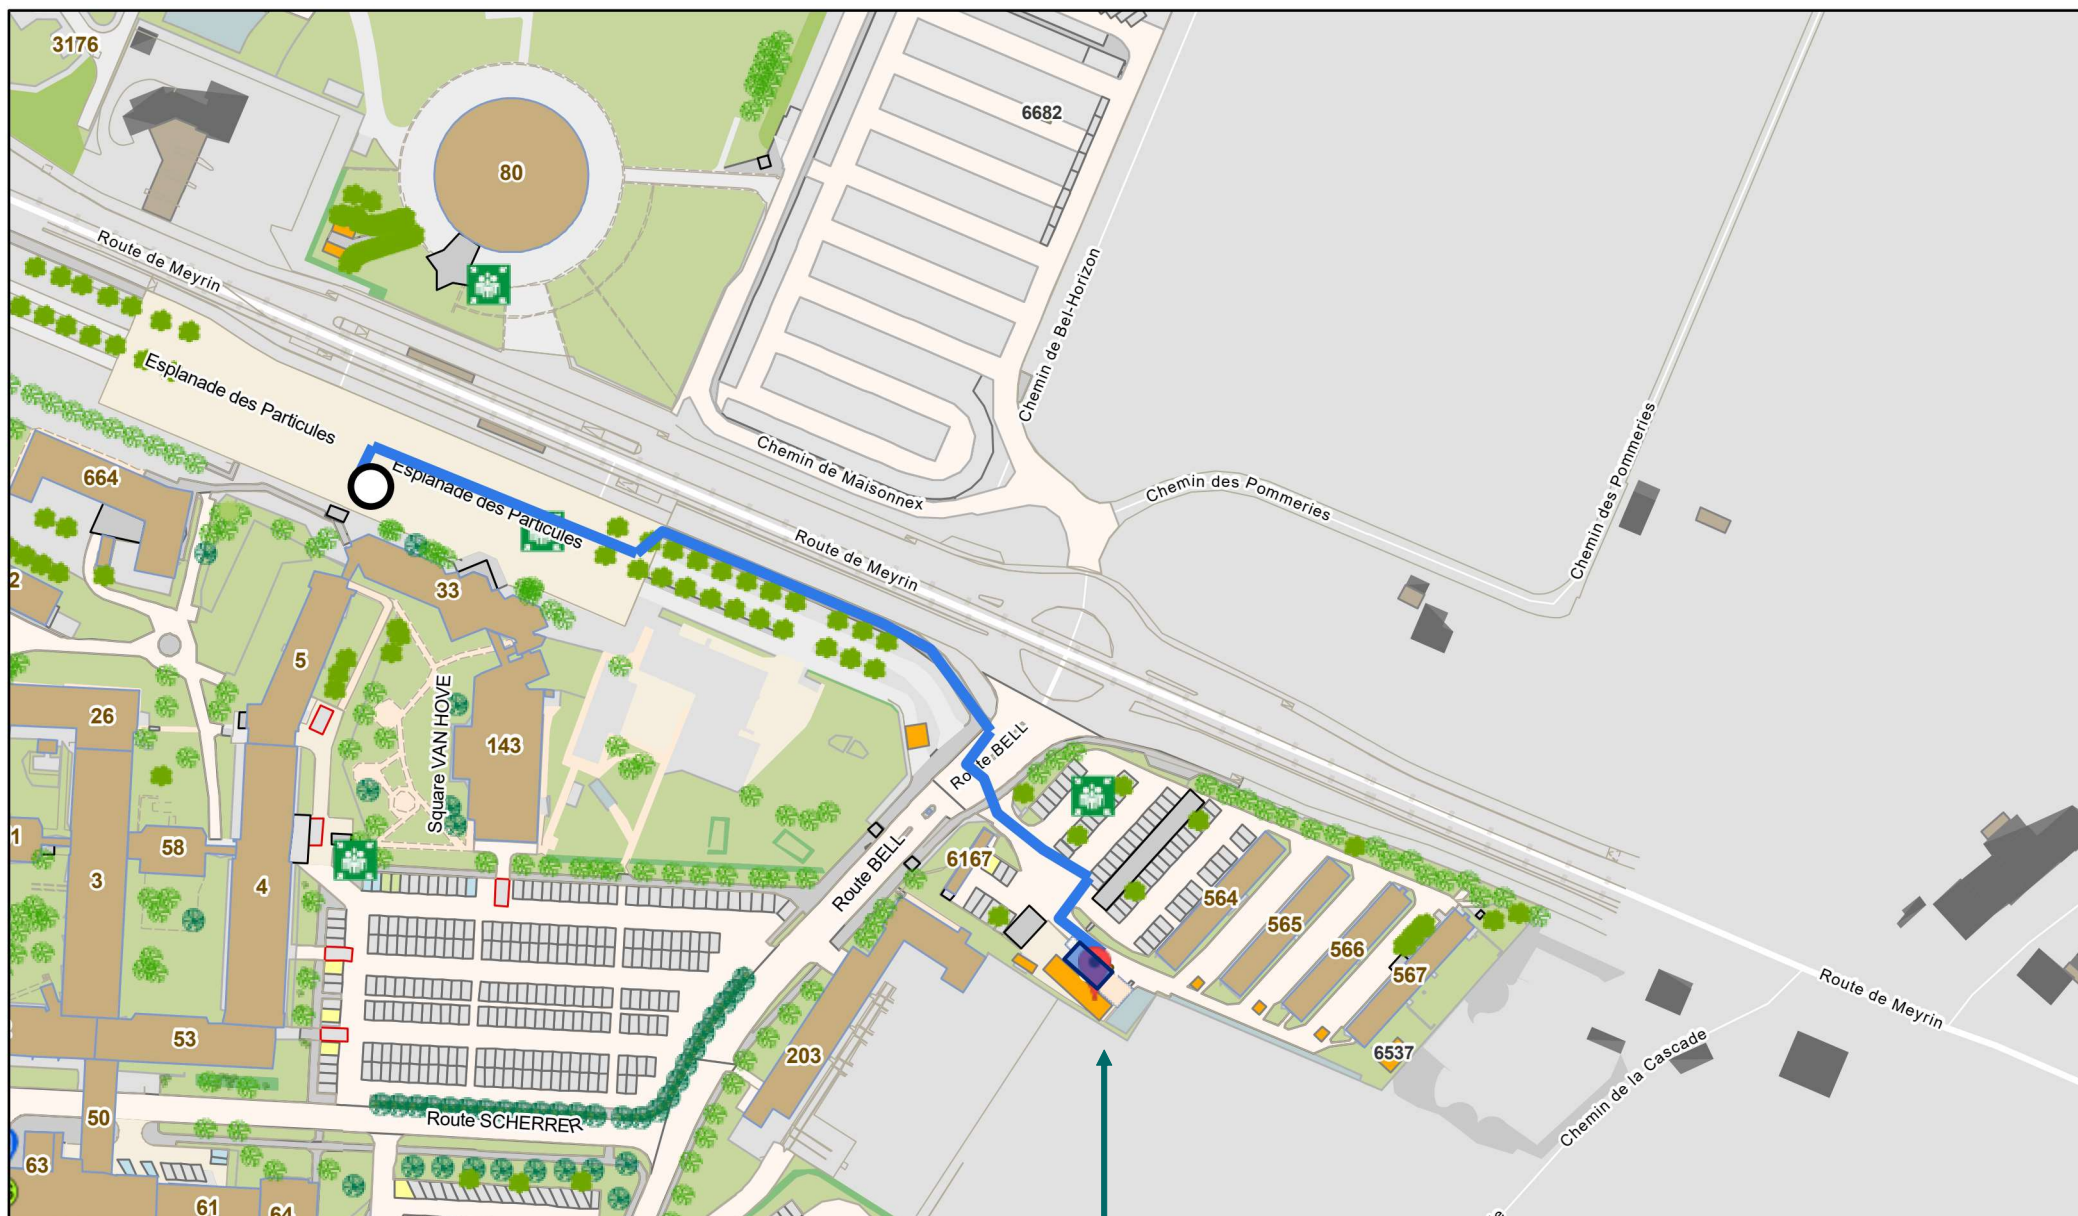 3176
6682
80
Route de Meyrin
Chemin de Bel-Horizon
Esplanade des Particules
Chemin de Maisonnex
Esplanade des Particules
664
Chemin des Pommeries
Chemin des Pommeries
Route de Meyrin
2
33
5
26
Square VAN HOVE
143
Route BELL
1
58
3
4
Route BELL
6167
564
565
566
567
Route de Meyrin
53
203
6537
Chemin de la Cascade
50
Route SCHERRER
63
61
64